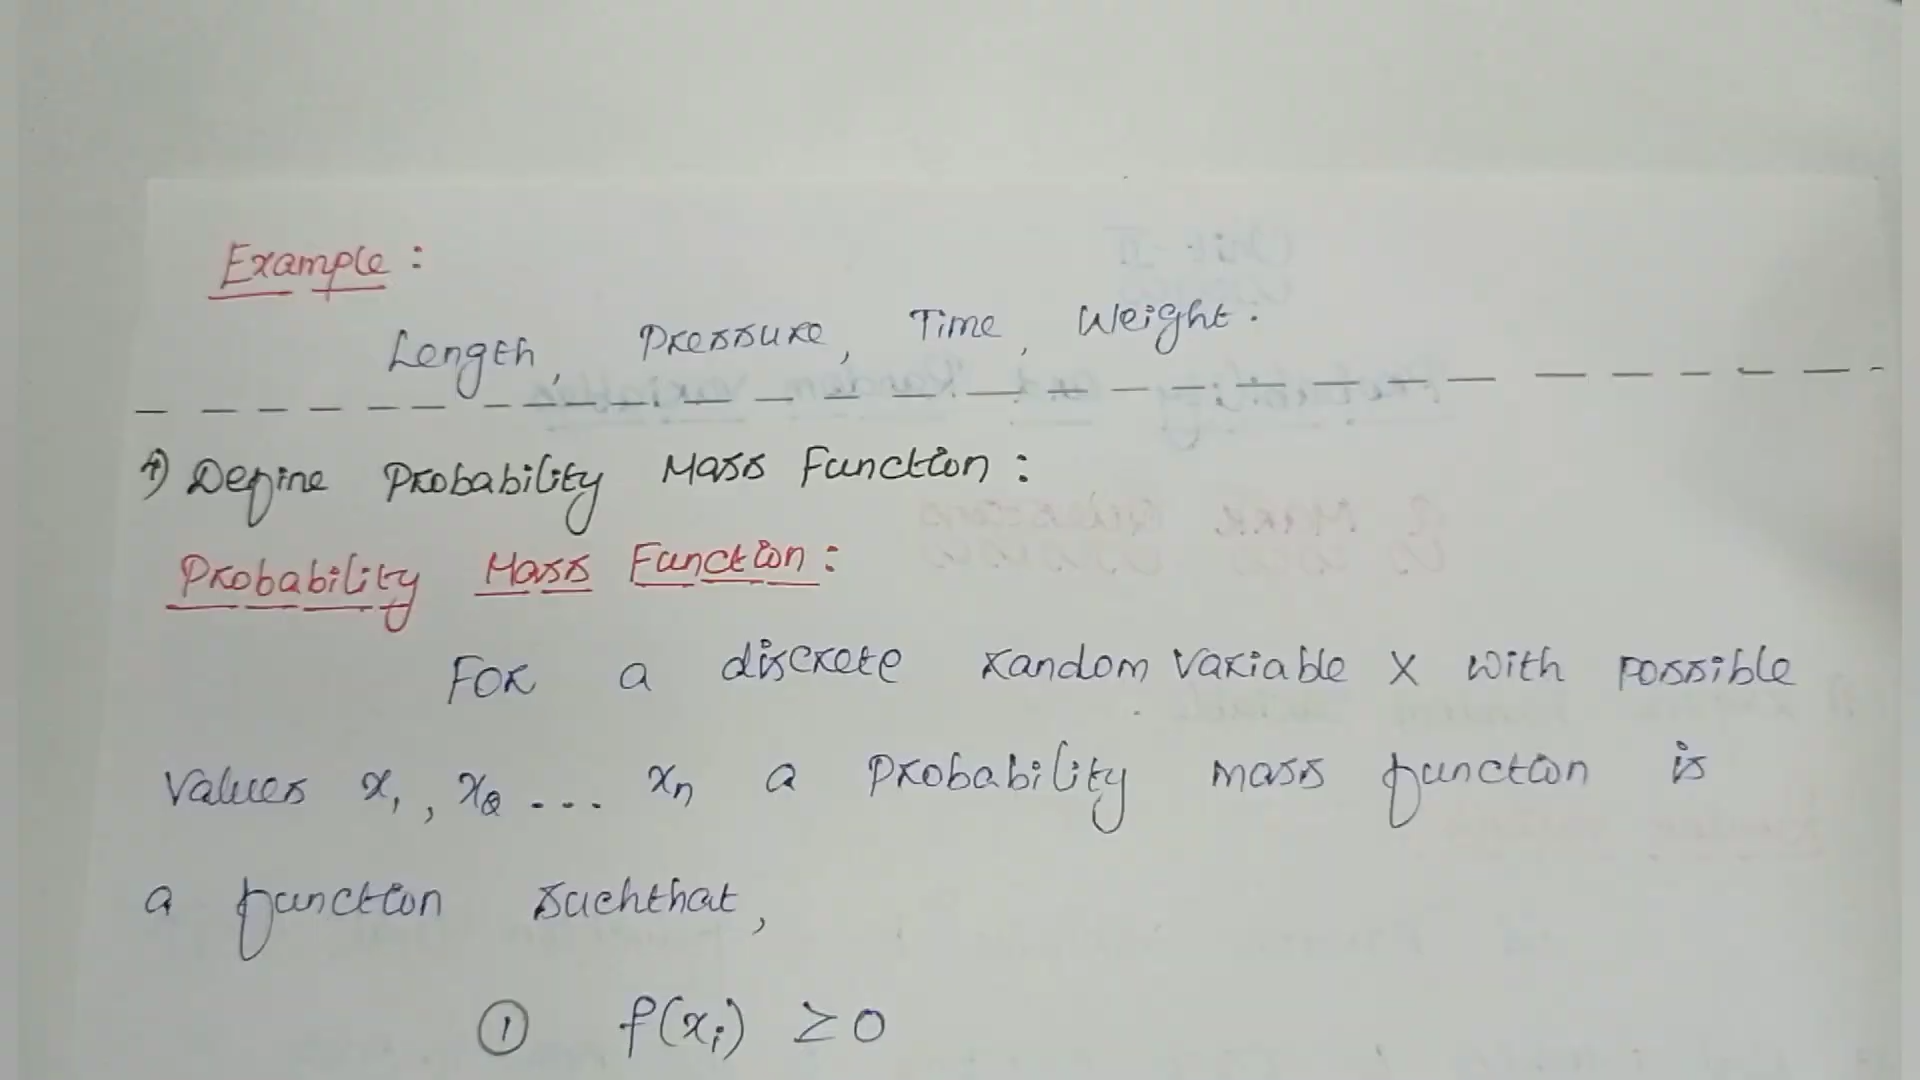 Example :
Length, Pressure, Time, Weight.
4) Define Probability Mass Function :
Probability Mass Function :
For a discrete random variable X with possible
values x₁, x₂ ... xₙ a probability mass function is
a function suchthat,
① f(xᵢ) ≥ 0